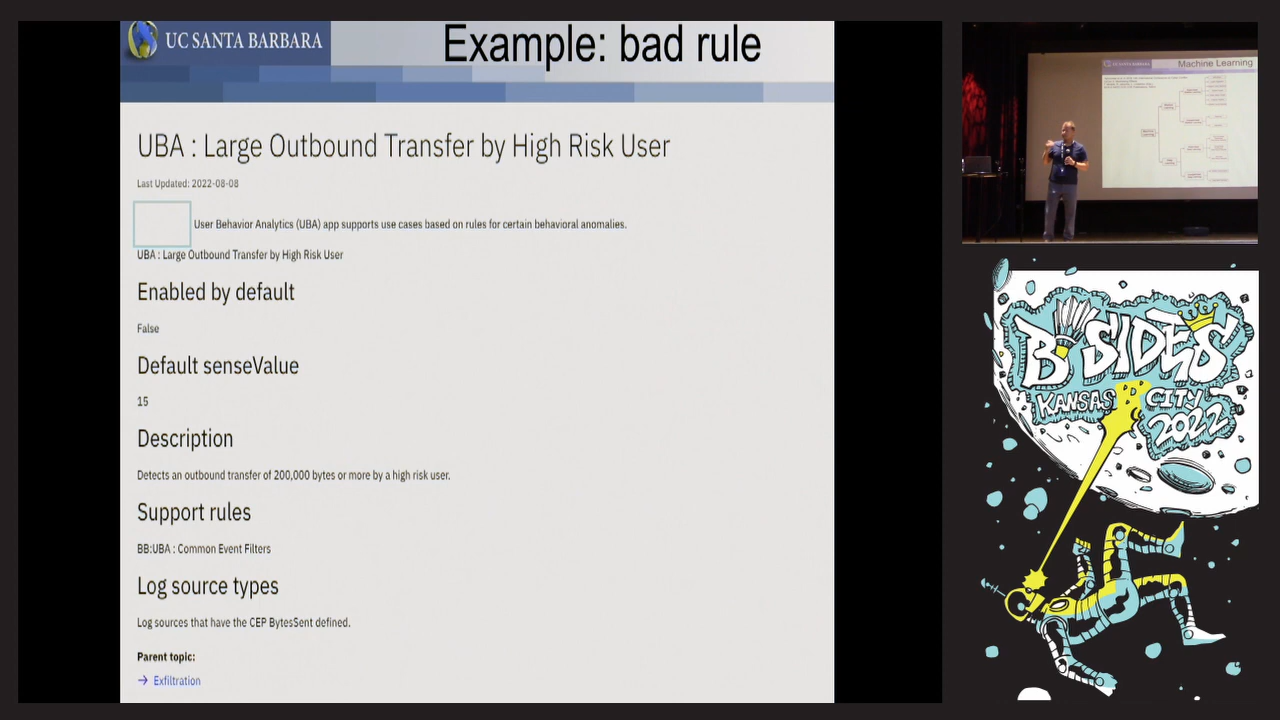 UC SANTA BARBARA
Example: bad rule
UBA : Large Outbound Transfer by High Risk User
Last Updated: 2022-08-08
User Behavior Analytics (UBA) app supports use cases based on rules for certain behavioral anomalies.
UBA : Large Outbound Transfer by High Risk User
Enabled by default
False
Default senseValue
15
Description
Detects an outbound transfer of 200,000 bytes or more by a high risk user.
Support rules
BB:UBA : Common Event Filters
Log source types
Log sources that have the CEP BytesSent defined.
Parent topic:
→ Exfiltration
UC SANTA BARBARA
Machine Learning
BSIDES
KANSAS CITY
2022